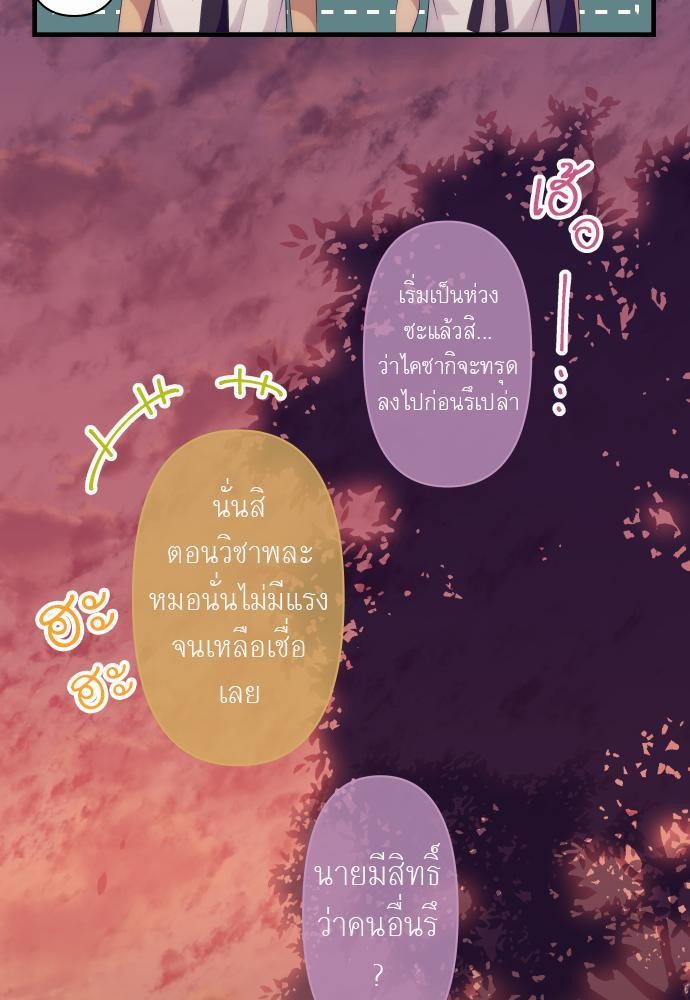 เฮ้
อ
เริ่มเป็นห่วง
ซะแล้วสิ...
ว่าไคซากิจะทรุด
ลงไปก่อนรึเปล่า
นั่นสิ
ตอนวิชาพละ
หมอนั่นไม่มีแรง
จนเหลือเชื่อ
เลย
ฮะ
ฮะ
นายมีสิทธิ์
ว่าคนอื่นรึ
?